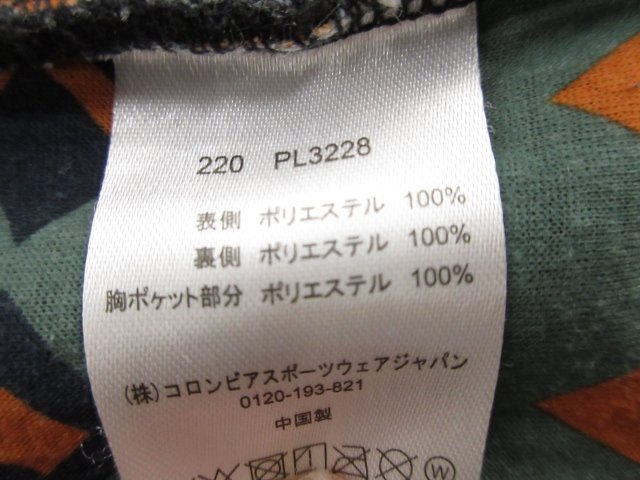 220 PL3228
表側 ポリエステル 100%
裏側 ポリエステル 100%
胸ポケット部分 ポリエステル 100%
(株)コロンビアスポーツウェアジャパン
0120-193-821
中国製
W